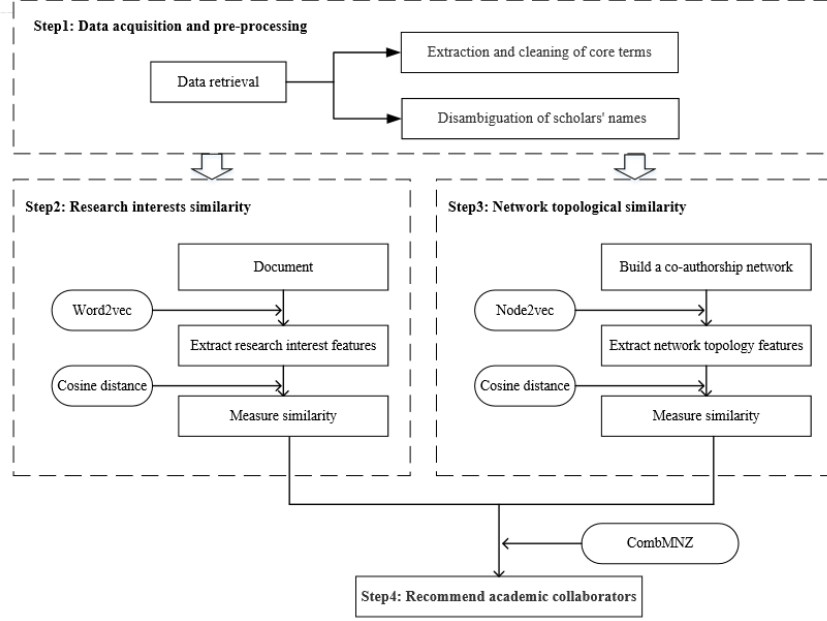 Step1: Data acquisition and pre-processing
Data retrieval
Extraction and cleaning of core terms
Disambiguation of scholars' names
Step2: Research interests similarity
Document
Word2vec
Extract research interest features
Cosine distance
Measure similarity
Step3: Network topological similarity
Build a co-authorship network
Node2vec
Extract network topology features
Cosine distance
Measure similarity
CombMNZ
Step4: Recommend academic collaborators